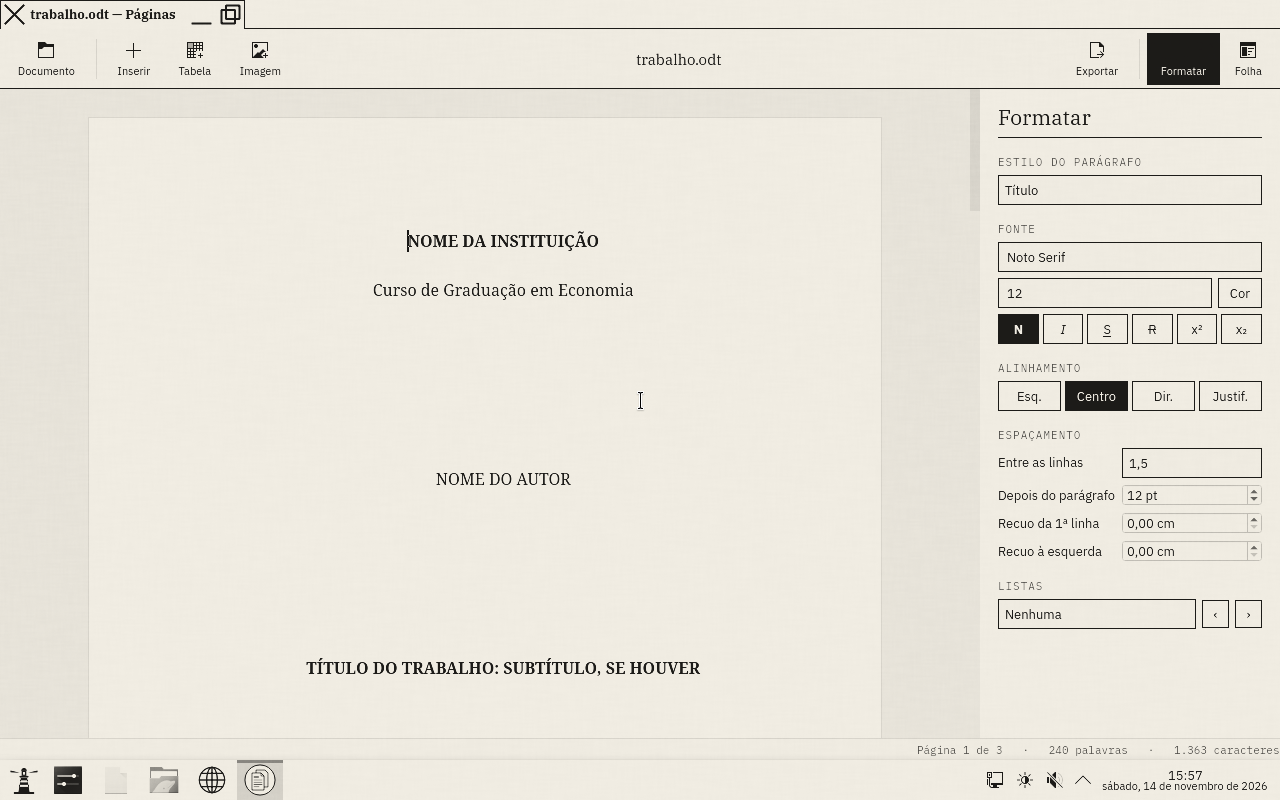 trabalho.odt — Páginas
Documento
Inserir
Tabela
Imagem
trabalho.odt
Exportar
Formatar
Folha
NOME DA INSTITUIÇÃO
Curso de Graduação em Economia
NOME DO AUTOR
TÍTULO DO TRABALHO: SUBTÍTULO, SE HOUVER
Formatar
ESTILO DO PARÁGRAFO
Título
FONTE
Noto Serif
12 Cor
N I S R x² x₂
ALINHAMENTO
Esq. Centro Dir. Justif.
ESPAÇAMENTO
Entre as linhas 1,5
Depois do parágrafo 12 pt
Recuo da 1ª linha 0,00 cm
Recuo à esquerda 0,00 cm
LISTAS
Nenhuma ‹ ›
Página 1 de 3 · 240 palavras · 1.363 caracteres
15:57
sábado, 14 de novembro de 2026